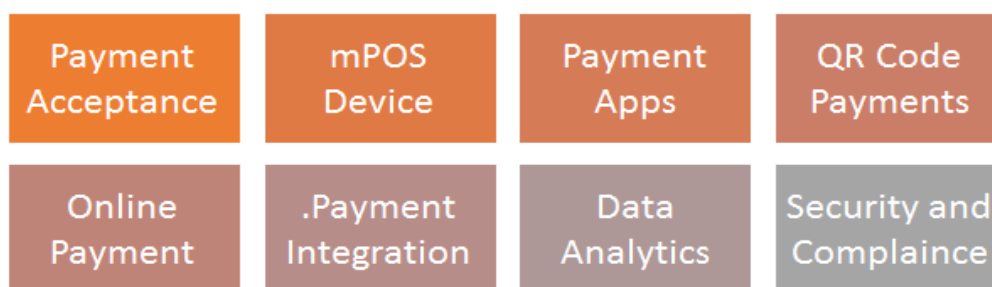 Payment
Acceptance
mPOS
Device
Payment
Apps
QR Code
Payments
Online
Payment
.Payment
Integration
Data
Analytics
Security and
Complaince